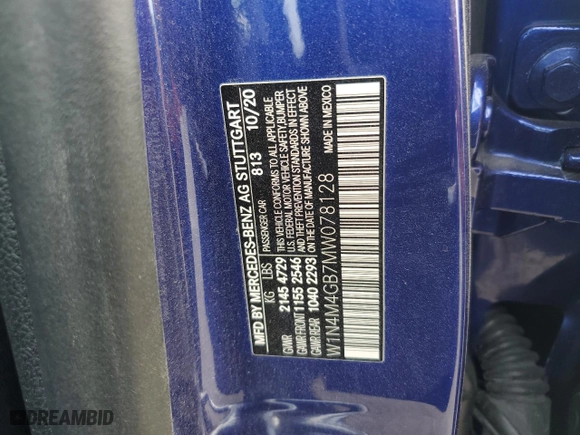 MFD BY MERCEDES-BENZ AG STUTTGART
KG LBS PASSENGER CAR 813 10/20
GVWR 2145 4729 THIS VEHICLE CONFORMS TO ALL APPLICABLE
GAWR FRONT 1155 2546 U.S. FEDERAL MOTOR VEHICLE SAFETY, BUMPER
GAWR REAR 1040 2293 AND THEFT PREVENTION STANDARDS IN EFFECT
ON THE DATE OF MANUFACTURE SHOWN ABOVE
MADE IN MEXICO
W1N4M4GB7MW078128
DREAMBID